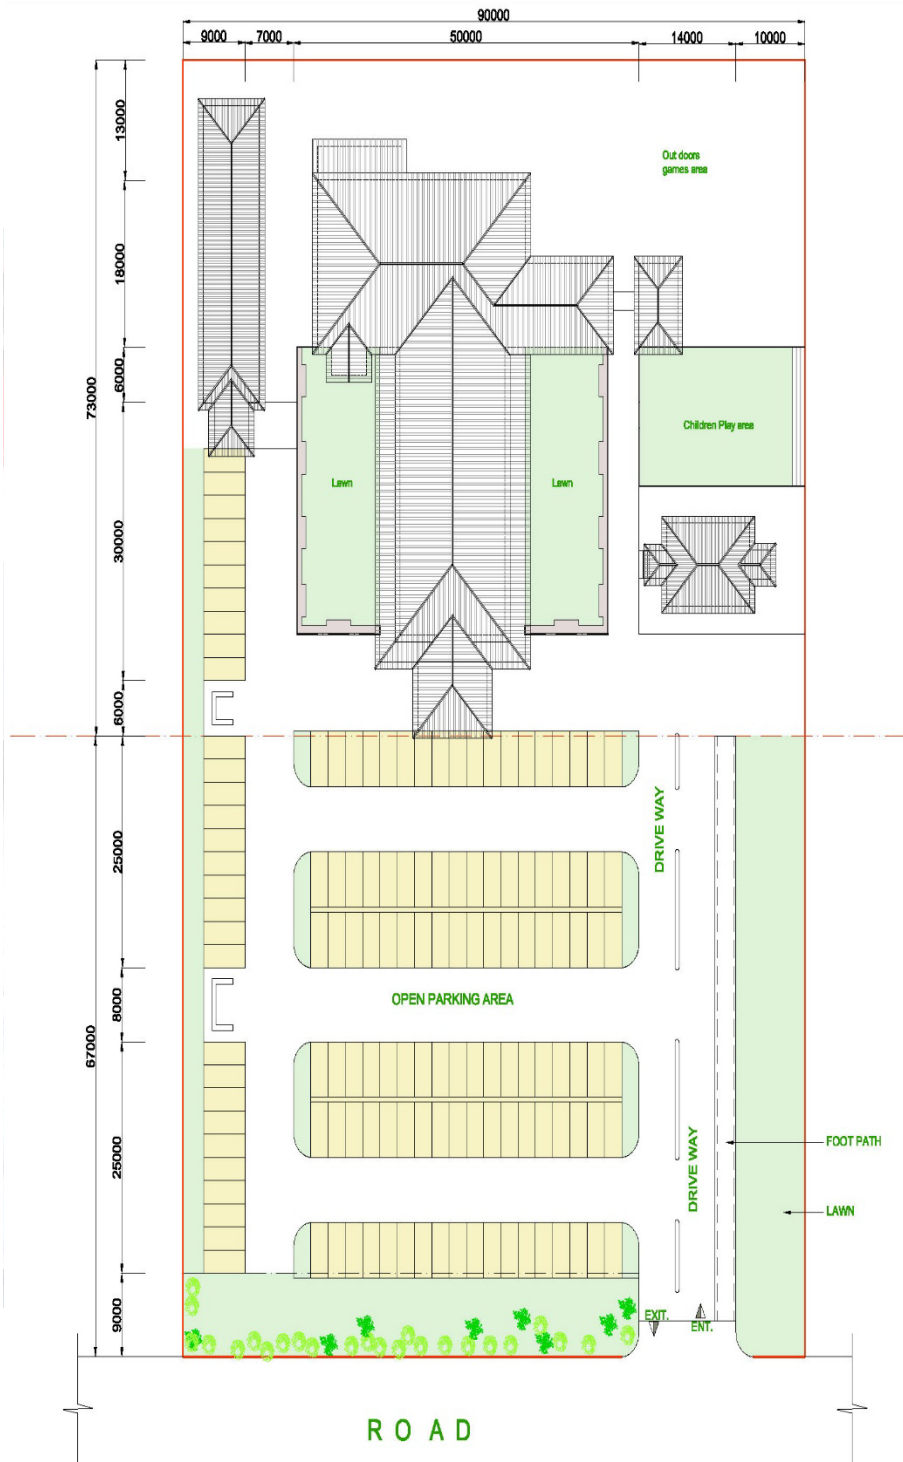 90000
9000 7000 50000 14000 10000
13000
Out doors
games area
18000
6000
73000
Children Play area
Lawn
Lawn
30000
6000
DRIVE WAY
25000
OPEN PARKING AREA
8000
67000
FOOT PATH
DRIVE WAY
25000
LAWN
9000
EXIT.
ENT.
ROAD